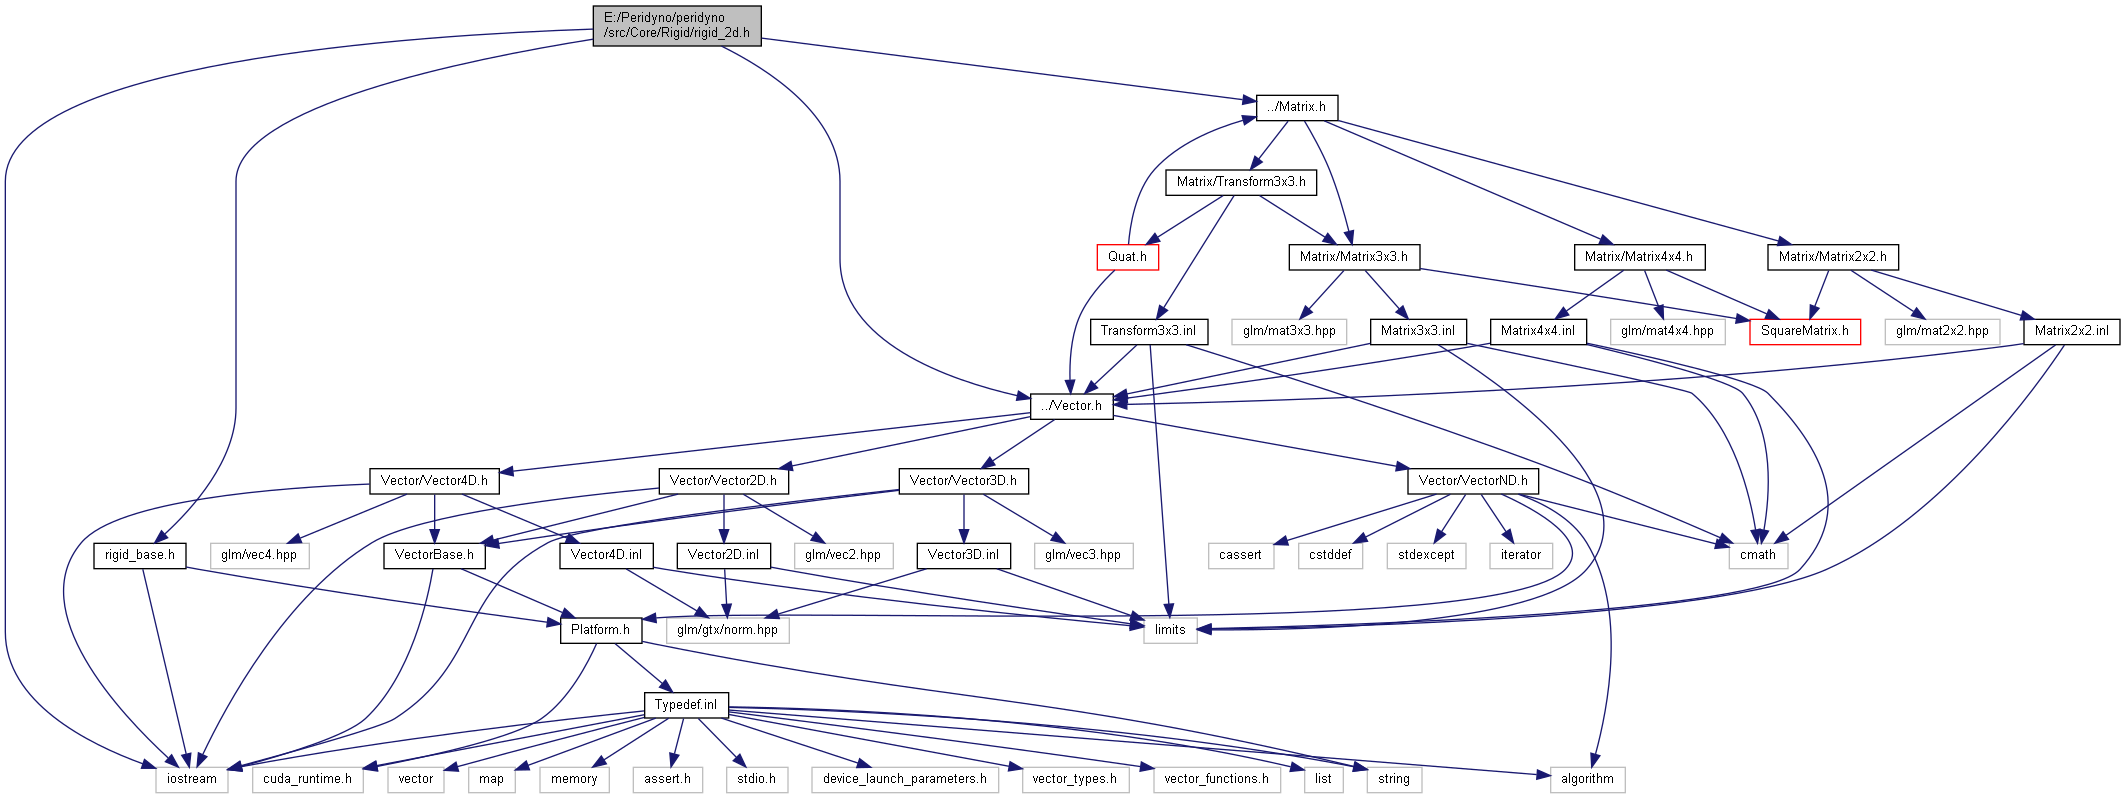 E:/Peridyno/peridyno
/src/Core/Rigid/rigid_2d.h
../Matrix.h
Matrix/Transform3x3.h
Quat.h
Matrix/Matrix3x3.h
Matrix/Matrix4x4.h
Matrix/Matrix2x2.h
Transform3x3.inl
glm/mat3x3.hpp
Matrix3x3.inl
Matrix4x4.inl
glm/mat4x4.hpp
SquareMatrix.h
glm/mat2x2.hpp
Matrix2x2.inl
../Vector.h
Vector/Vector4D.h
Vector/Vector2D.h
Vector/Vector3D.h
Vector/VectorND.h
rigid_base.h
glm/vec4.hpp
VectorBase.h
Vector4D.inl
Vector2D.inl
glm/vec2.hpp
Vector3D.inl
glm/vec3.hpp
cassert
cstddef
stdexcept
iterator
cmath
Platform.h
glm/gtx/norm.hpp
limits
Typedef.inl
iostream
cuda_runtime.h
vector
map
memory
assert.h
stdio.h
device_launch_parameters.h
vector_types.h
vector_functions.h
list
string
algorithm